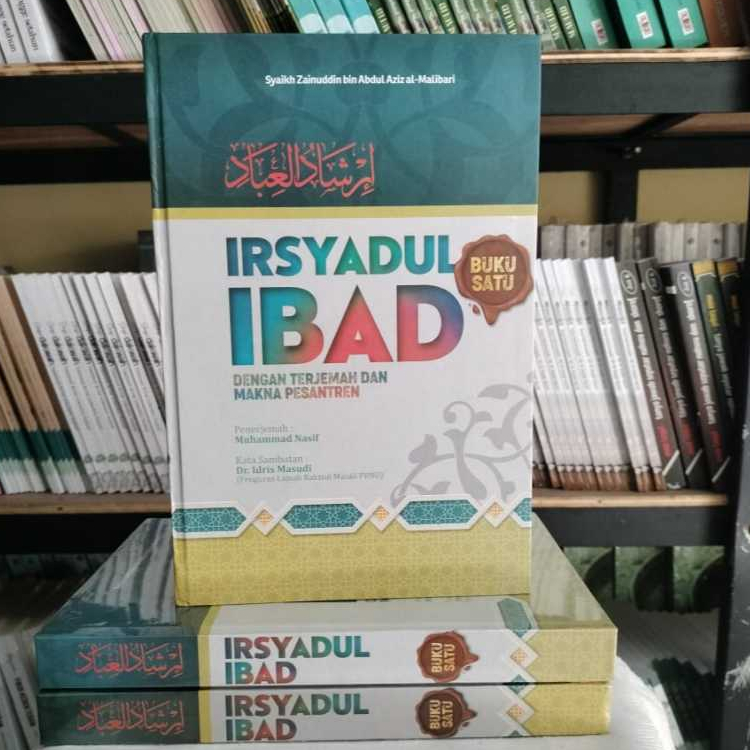 Syaikh Zainuddin bin Abdul Aziz al-Malibari
إرشاد العباد
IRSYADUL
IBAD
BUKU
SATU
DENGAN TERJEMAH DAN
MAKNA PESANTREN
Penerjemah :
Muhammad Nasif
Kata Sambutan :
Dr. Idris Masudi
إرشاد العباد
IRSYADUL
IBAD
BUKU
SATU
إرشاد العباد
IRSYADUL
IBAD
BUKU
SATU